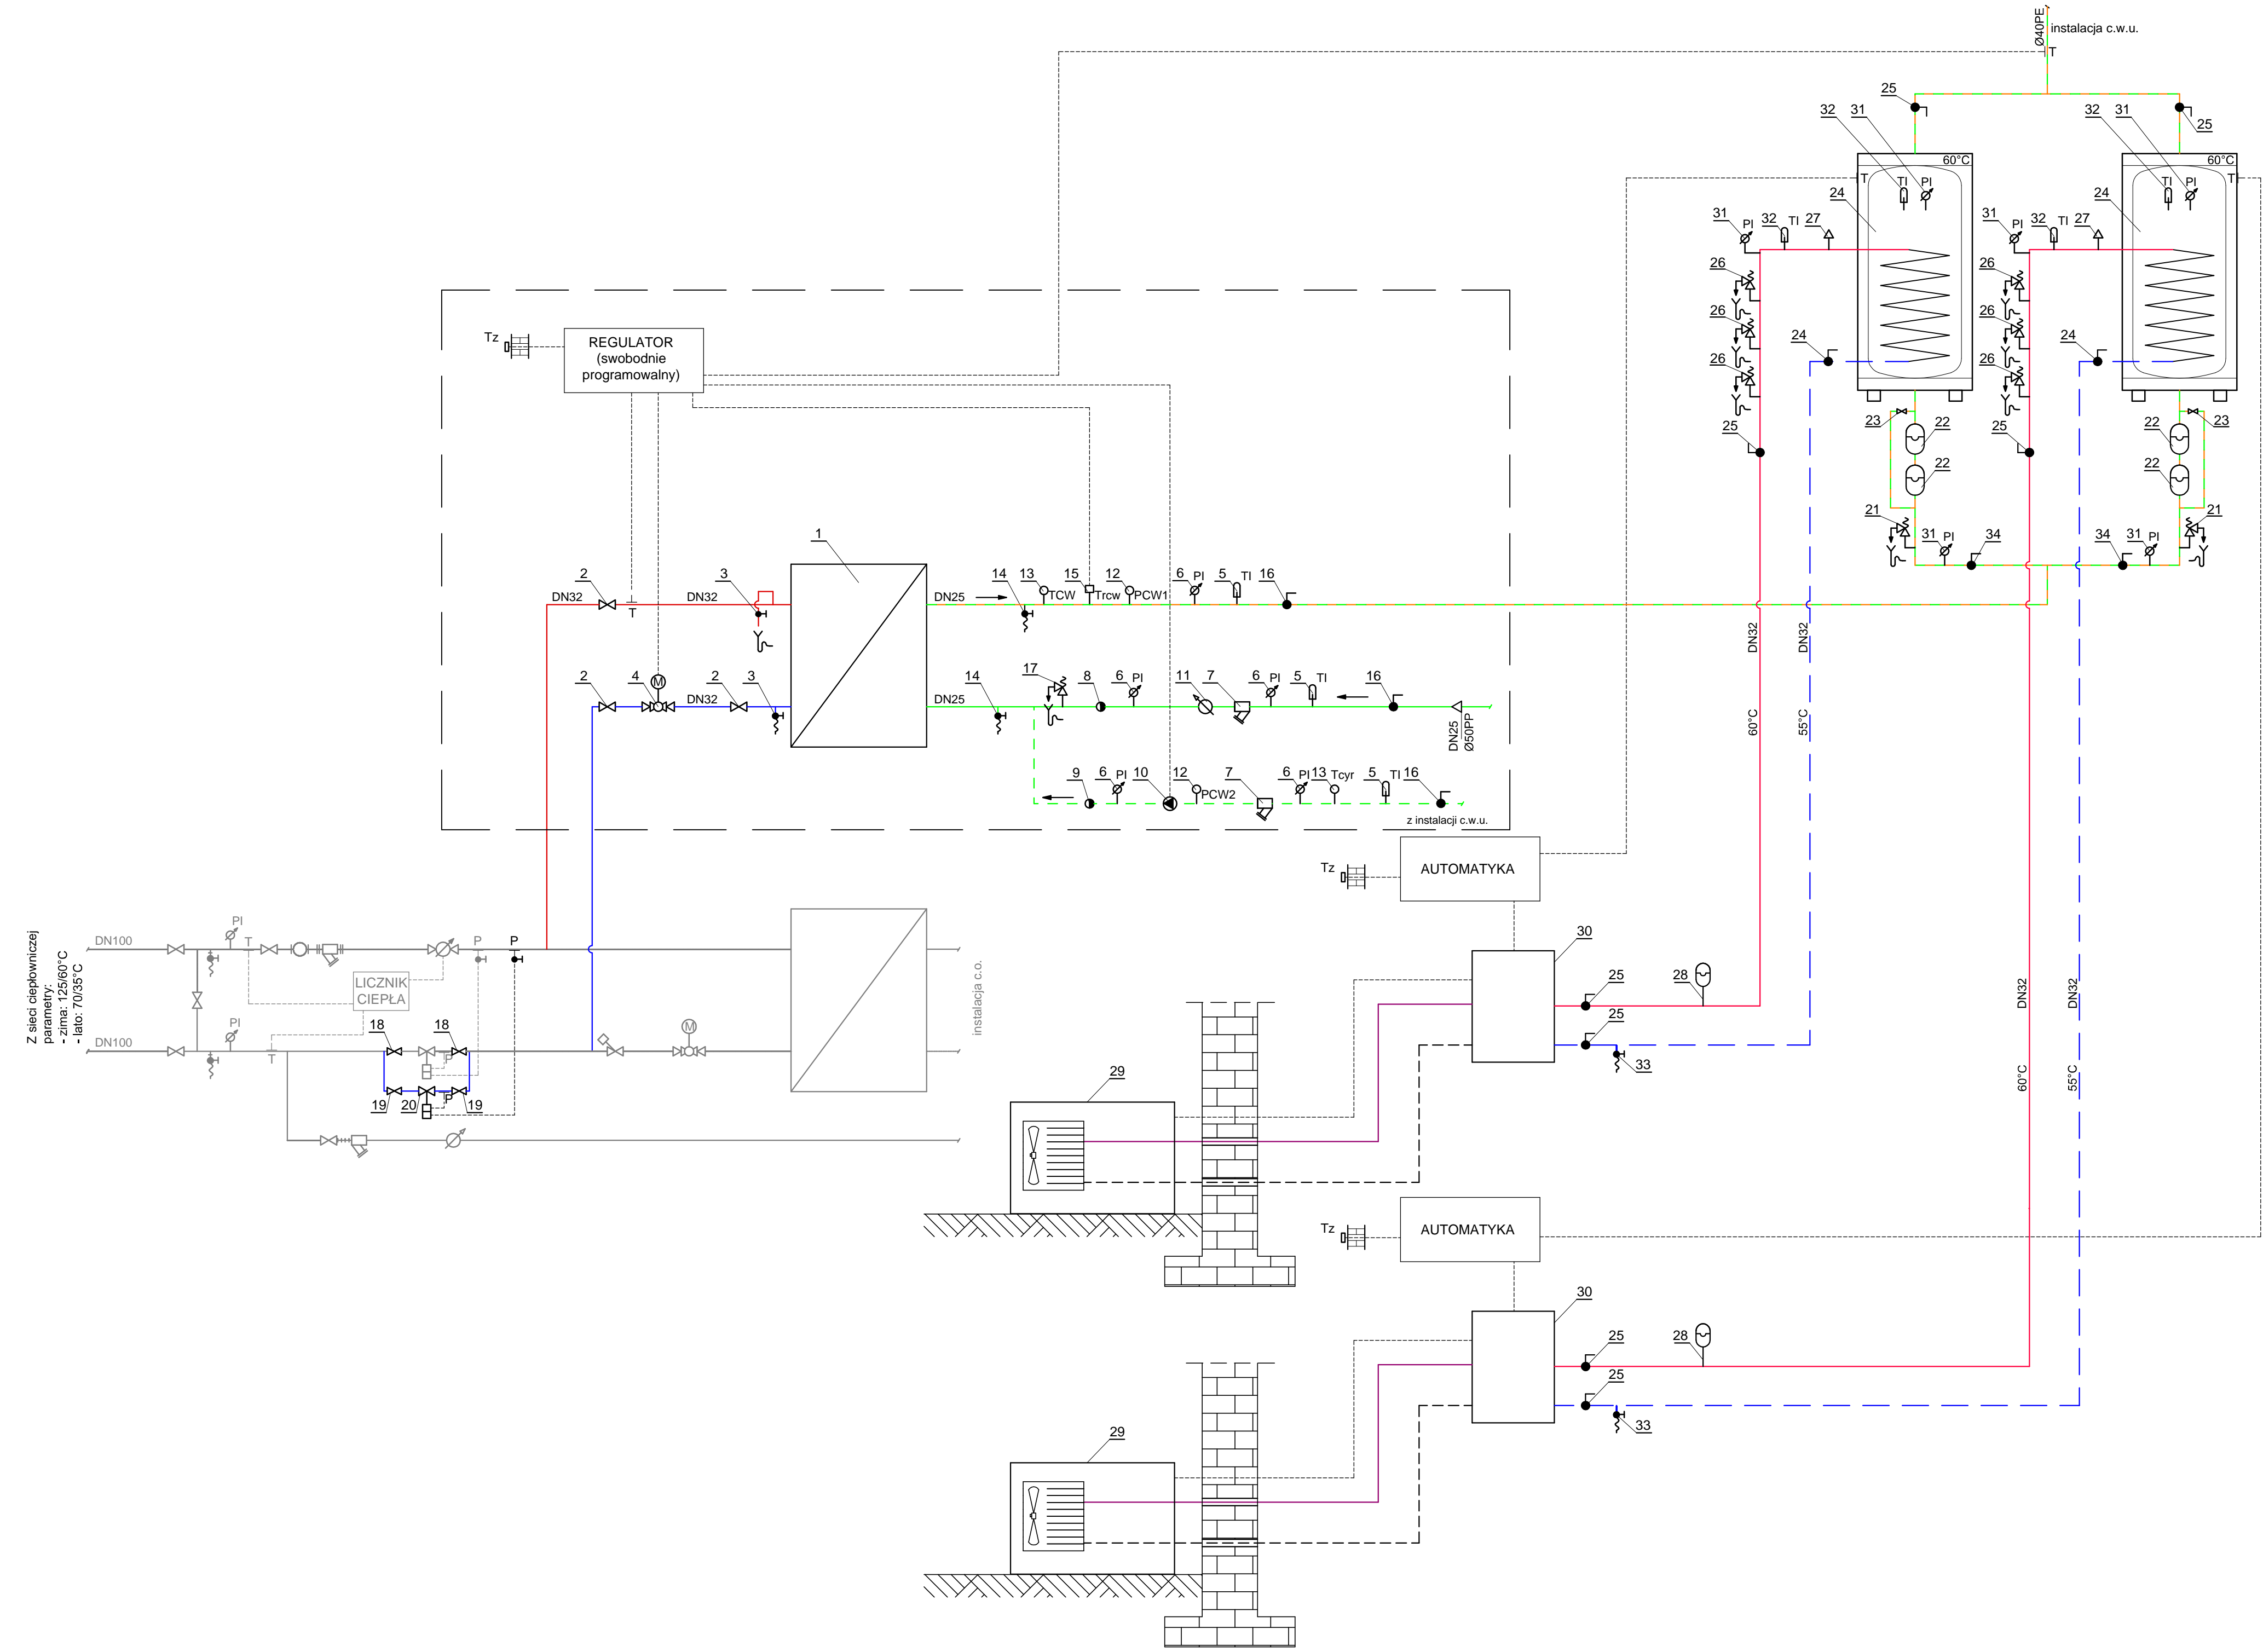 Ø40PE
instalacja c.w.u.
T
25
25
32
31
32
31
60°C
60°C
T
TI
PI
TI
PI
T
24
24
31
PI
32
TI
27
31
PI
32
TI
27
26
26
26
26
26
26
24
24
25
25
23
22
22
23
22
22
21
31
PI
34
34
31
PI
21
Tz
REGULATOR
(swobodnie
programowalny)
1
2
3
DN32
DN32
T
14
13
15
12
6
PI
5
TI
16
DN25
TCW
Trcw
PCW1
2
4
M
2
3
DN32
14
17
8
6
PI
11
7
6
PI
5
TI
16
DN25
DN25
Ø50PP
9
6
PI
10
12
PCW2
7
6
PI
13
Tcyr
5
TI
16
z instalacji c.w.u.
DN32
DN32
60°C
55°C
Tz
AUTOMATYKA
Z sieci ciepłowniczej
parametry:
- zima: 125/60°C
- lato: 70/35°C
DN100
PI
T
P
P
LICZNIK
CIEPŁA
DN100
PI
T
18
18
P
19
20
P
19
M
instalacja c.o.
30
25
28
25
33
29
DN32
DN32
60°C
55°C
Tz
AUTOMATYKA
30
25
28
25
33
29